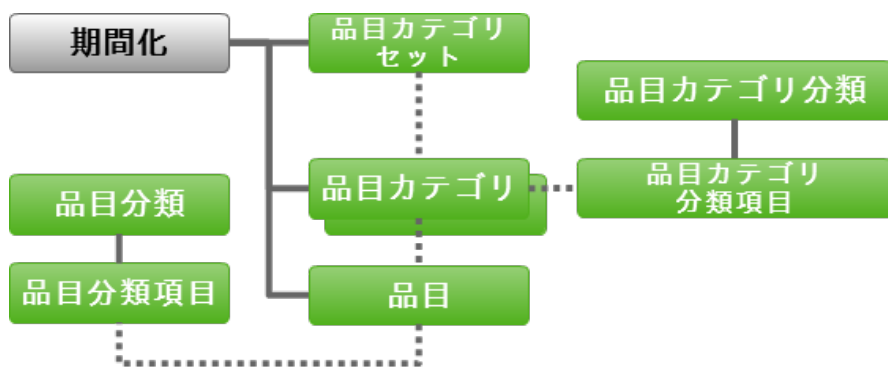 期間化
品目カテゴリ
セット
品目カテゴリ分類
品目カテゴリ
品目カテゴリ
分類項目
品目分類
品目分類項目
品目